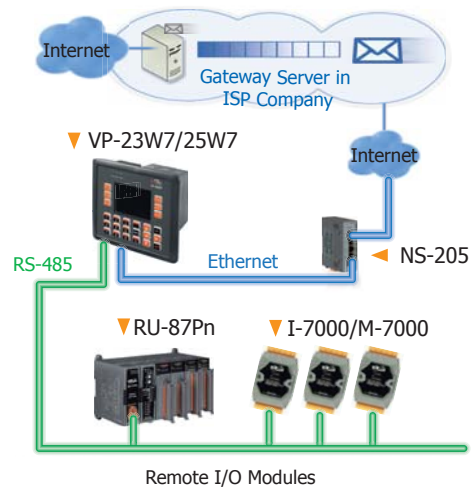 Internet
Gateway Server in
ISP Company
▼ VP-23W7/25W7
Internet
RS-485
Ethernet
◀ NS-205
▼RU-87Pn
▼ I-7000/M-7000
Remote I/O Modules